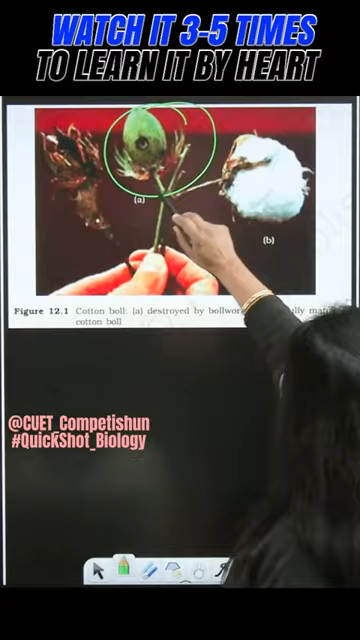 WATCH IT 3-5 TIMES
TO LEARN IT BY HEART
(a)
(b)
Figure 12.1 Cotton boll: (a) destroyed by
cotton boll
@CUET_Competishun
#QuickShot_Biology